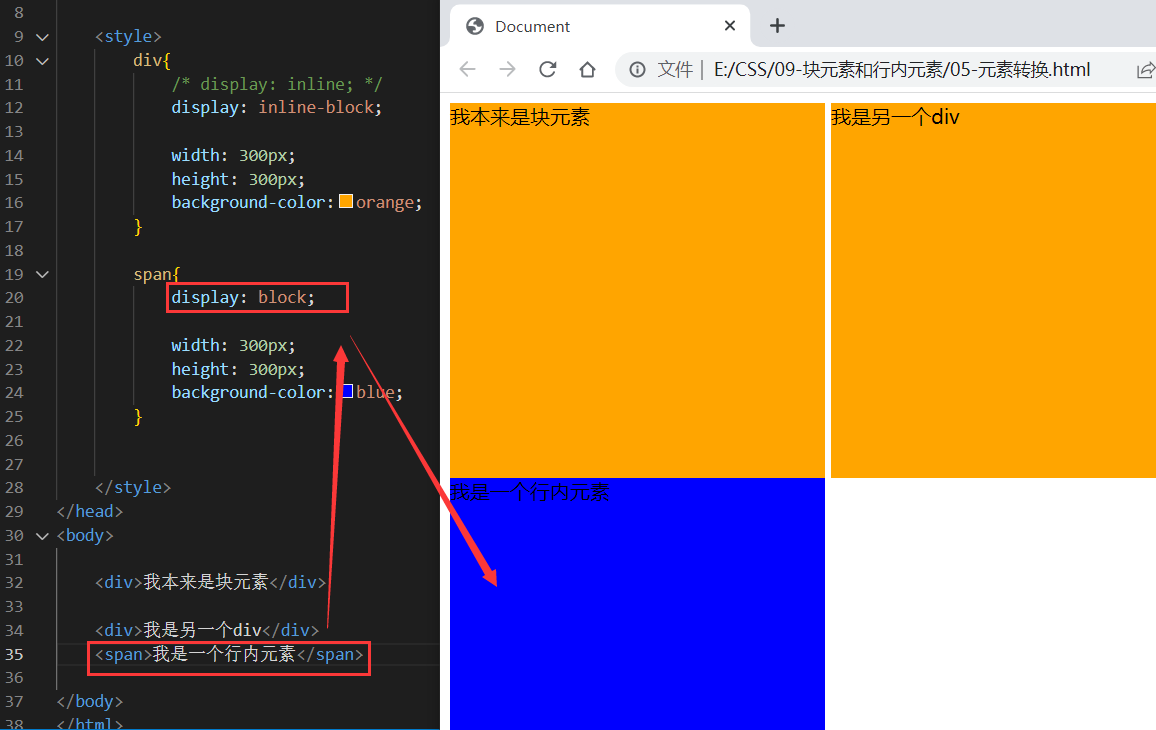 8
9 <style>
10 div{
11 /* display: inline; */
12 display: inline-block;
13
14 width: 300px;
15 height: 300px;
16 background-color: orange;
17 }
18
19 span{
20 display: block;
21
22 width: 300px;
23 height: 300px;
24 background-color: blue;
25 }
26
27
28 </style>
29 </head>
30 <body>
31
32 <div>我本来是块元素</div>
33
34 <div>我是另一个div</div>
35 <span>我是一个行内元素</span>
36
37 </body>
38 </html>
Document
文件 | E:/CSS/09-块元素和行内元素/05-元素转换.html
我本来是块元素 我是另一个div
我是一个行内元素